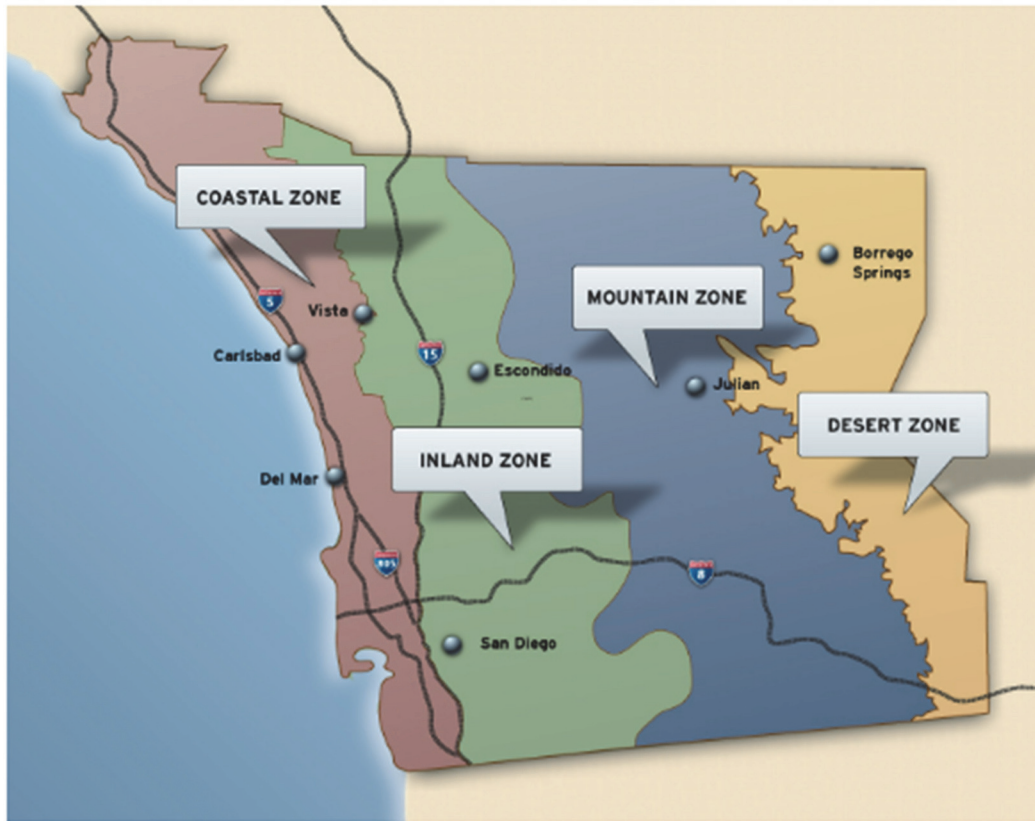 COASTAL ZONE
Borrego
Springs
MOUNTAIN ZONE
5
Vista
15
Carlsbad
Escondido
Julian
DESERT ZONE
INLAND ZONE
Del Mar
805
8
San Diego